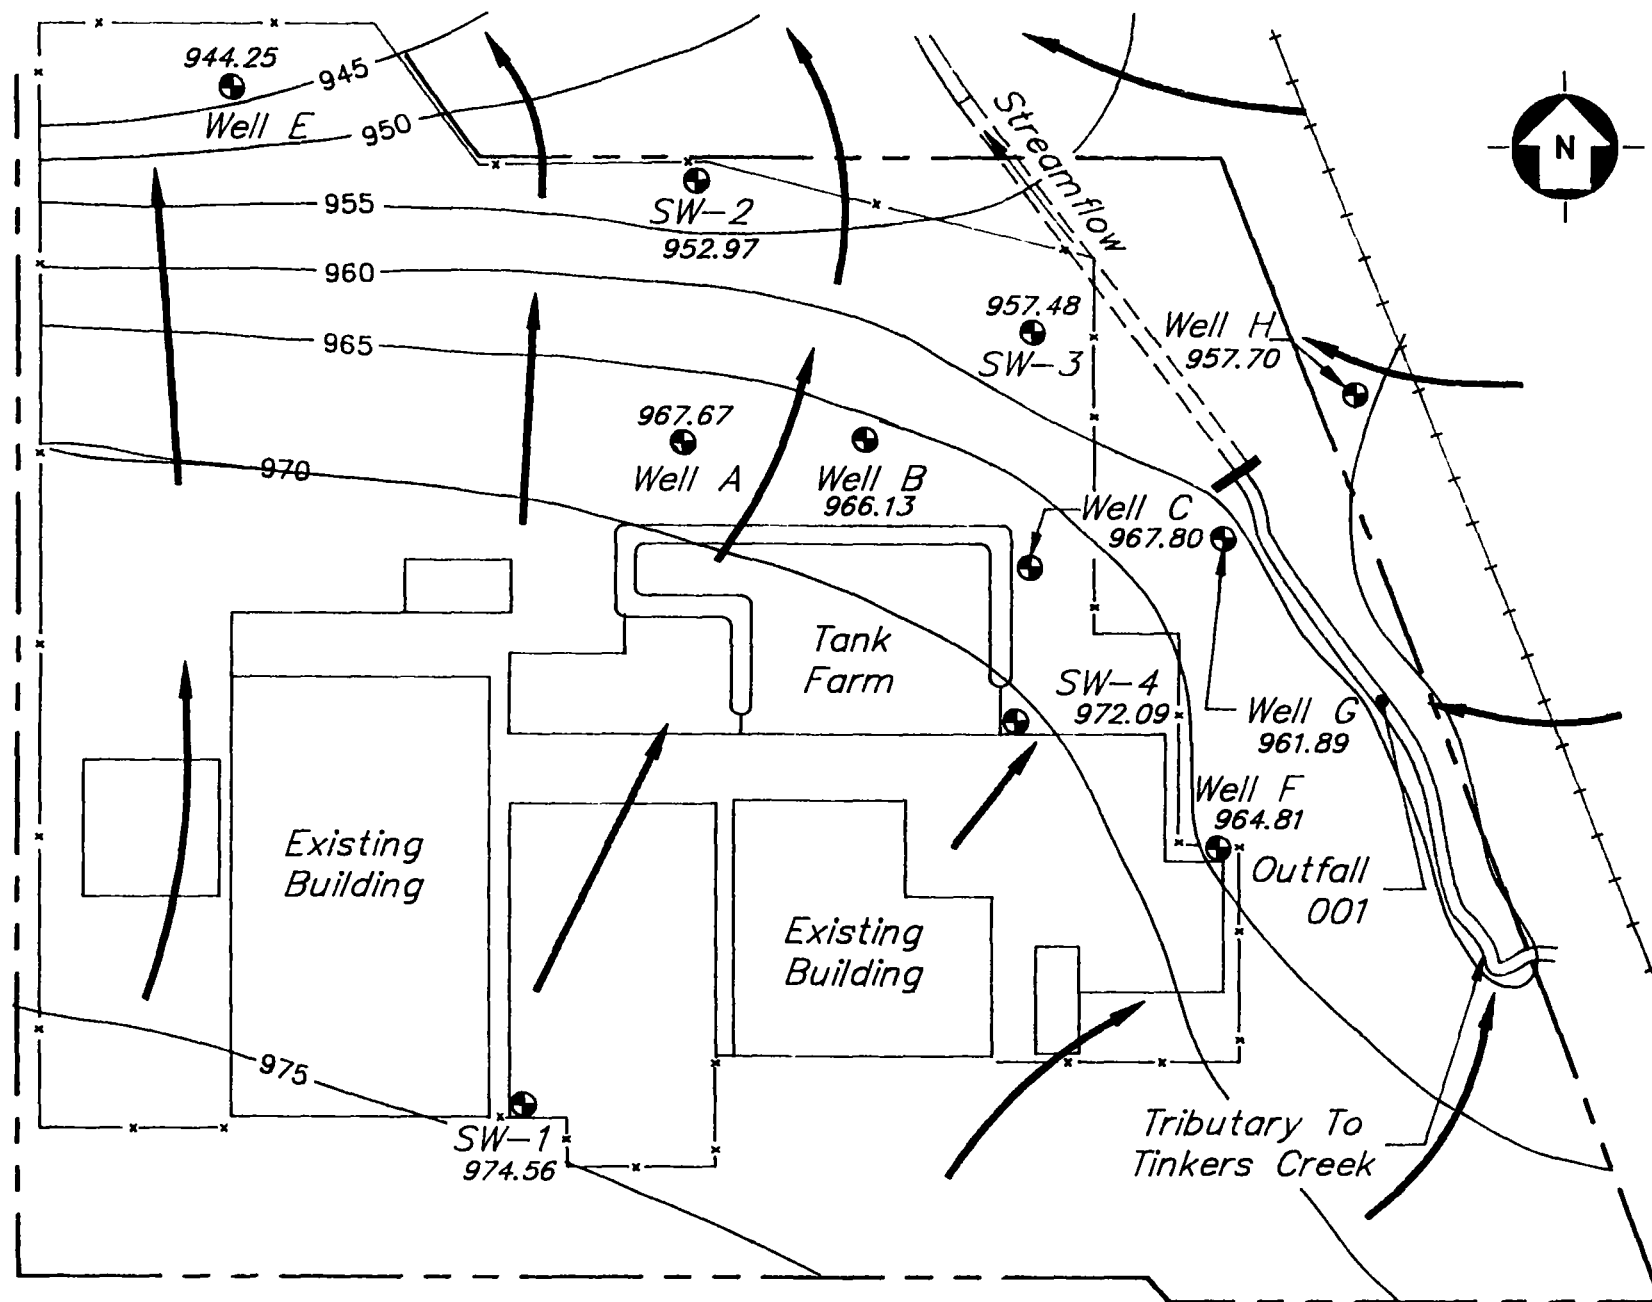 944.25
945
Well E
950
Streamflow
N
955
SW-2
952.97
960
957.48
SW-3
Well H
957.70
965
967.67
Well A
Well B
966.13
970
Well C
967.80
Tank
Farm
SW-4
972.09
Well G
961.89
Well F
964.81
Existing
Building
Outfall
001
Existing
Building
975
SW-1
974.56
Tributary To
Tinkers Creek